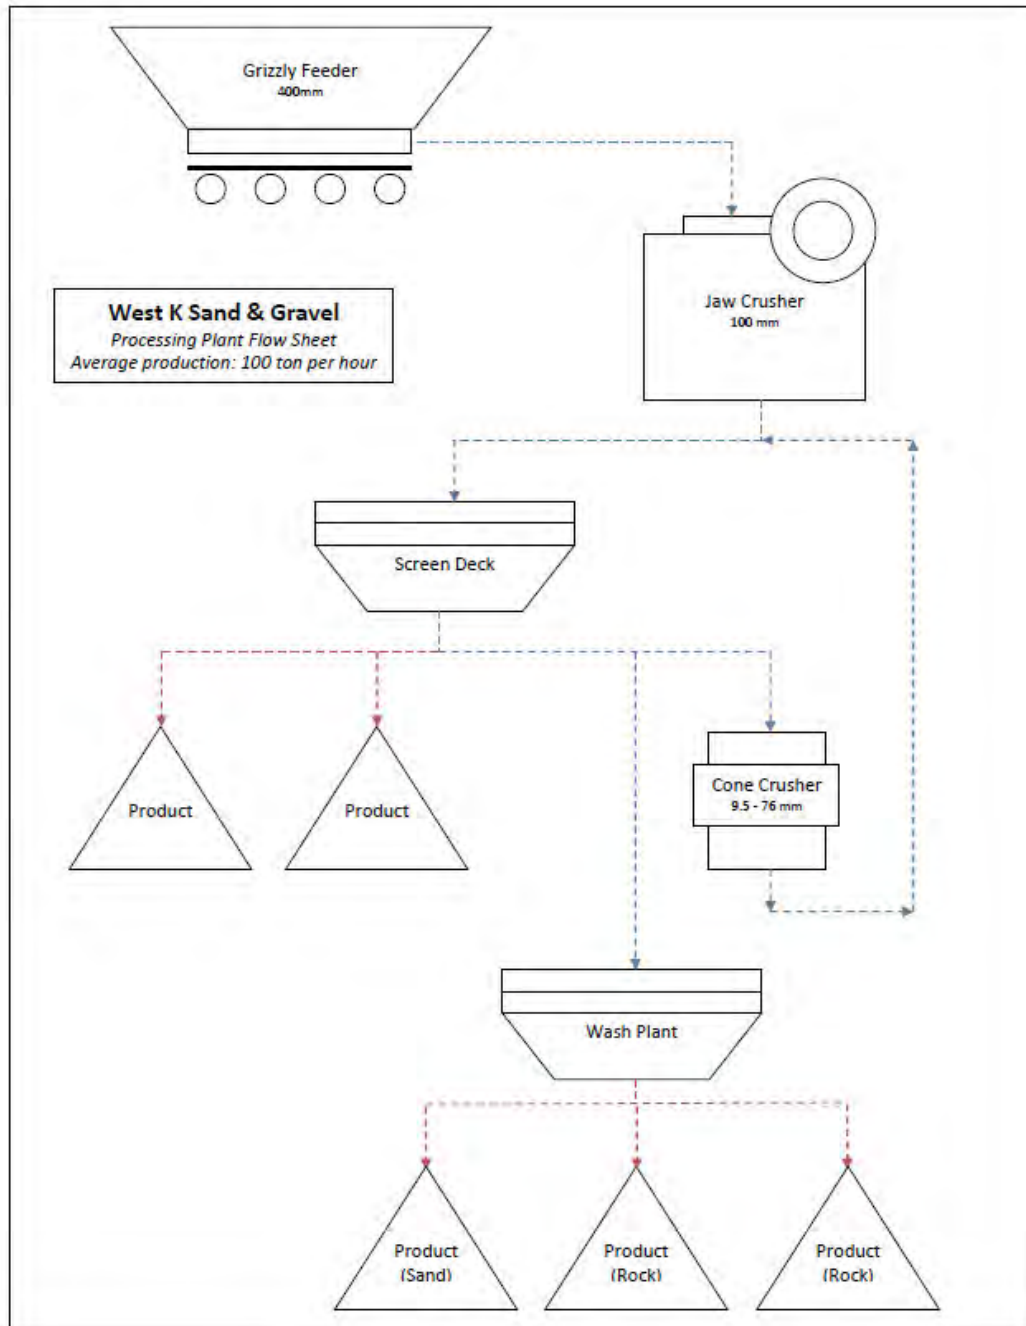 Grizzly Feeder
400mm
Jaw Crusher
100 mm
West K Sand & Gravel
Processing Plant Flow Sheet
Average production: 100 ton per hour
Screen Deck
Product
Product
Cone Crusher
9.5 - 76 mm
Wash Plant
Product
(Sand)
Product
(Rock)
Product
(Rock)